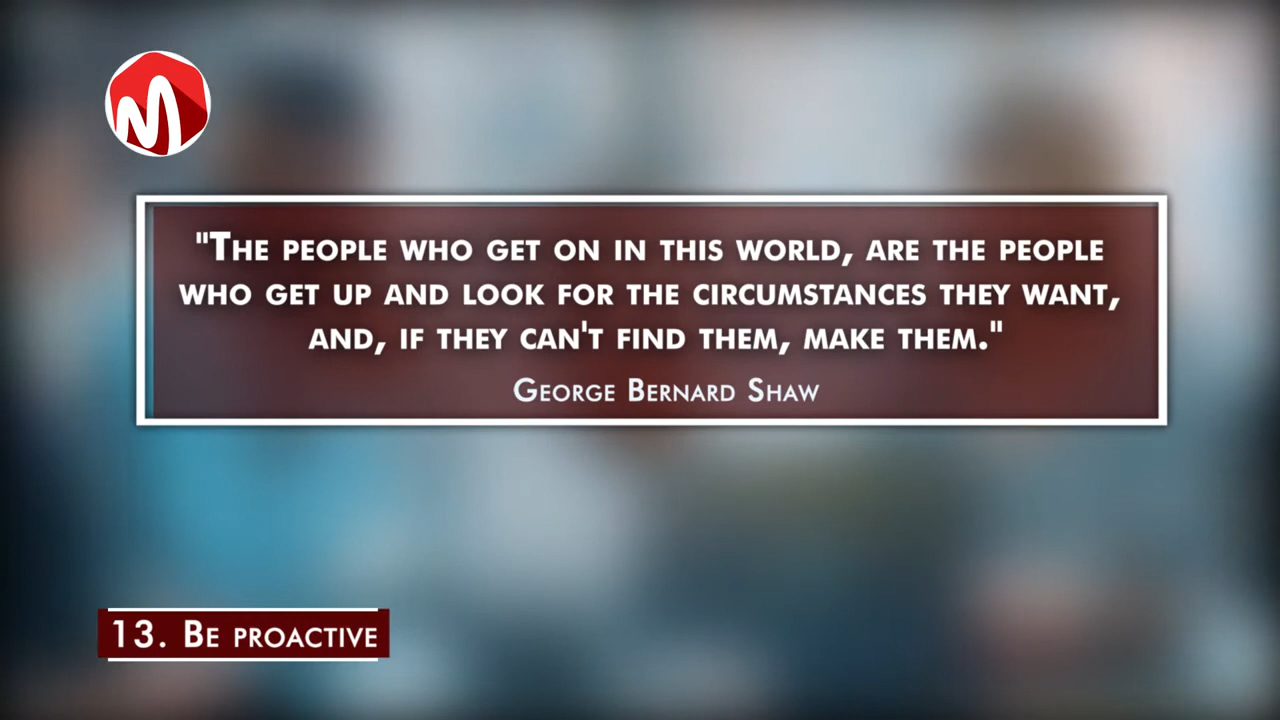 "The people who get on in this world, are the people
who get up and look for the circumstances they want,
and, if they can't find them, make them."
George Bernard Shaw
13. Be proactive